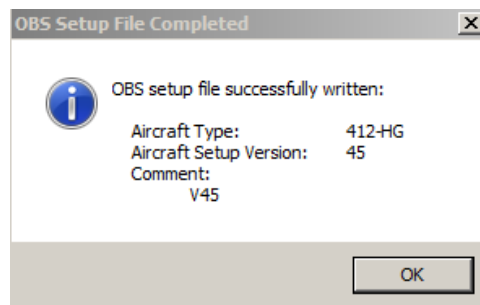 OBS Setup File Completed
OBS setup file successfully written:
Aircraft Type: 412-HG
Aircraft Setup Version: 45
Comment:
V45
OK